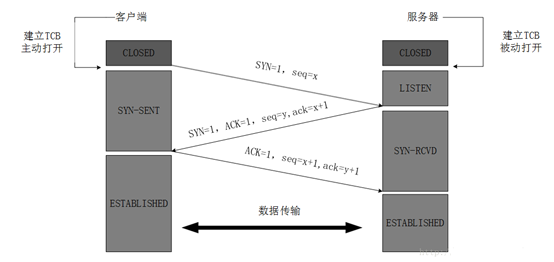 客户端
服务器
建立TCB
主动打开
建立TCB
被动打开
CLOSED
CLOSED
SYN=1, seq=x
LISTEN
SYN-SENT
SYN=1, ACK=1, seq=y,ack=x+1
SYN-RCVD
ACK=1, seq=x+1,ack=y+1
ESTABLISHED
数据传输
ESTABLISHED